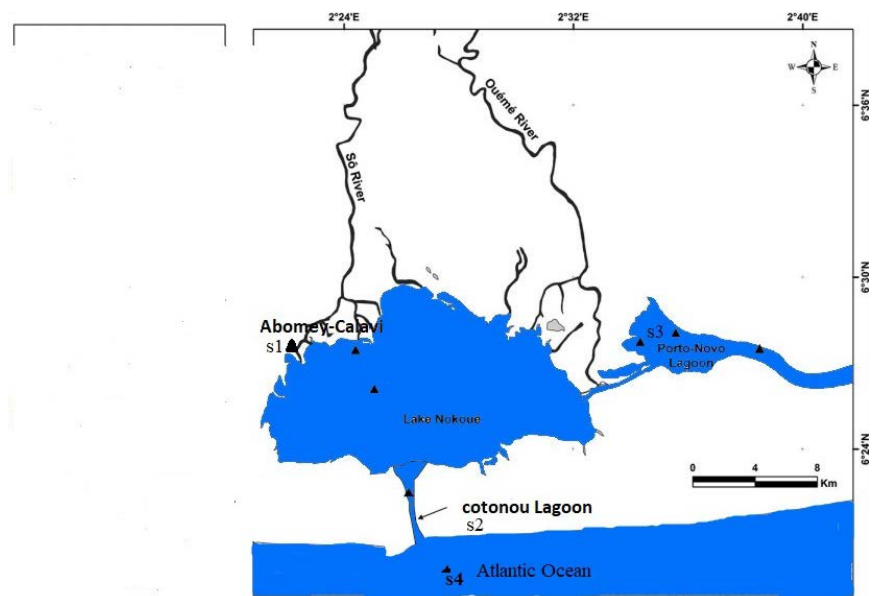 2°24'E
2°32'E
2°40'E
N
W E
S
6°36'N
Ouémé River
Sô River
6°30'N
Abomey-Calavi
s1
s3
Porto-Novo
Lagoon
Lake Nokoue
6°24'N
0 4 8
Km
cotonou Lagoon
s2
s4 Atlantic Ocean